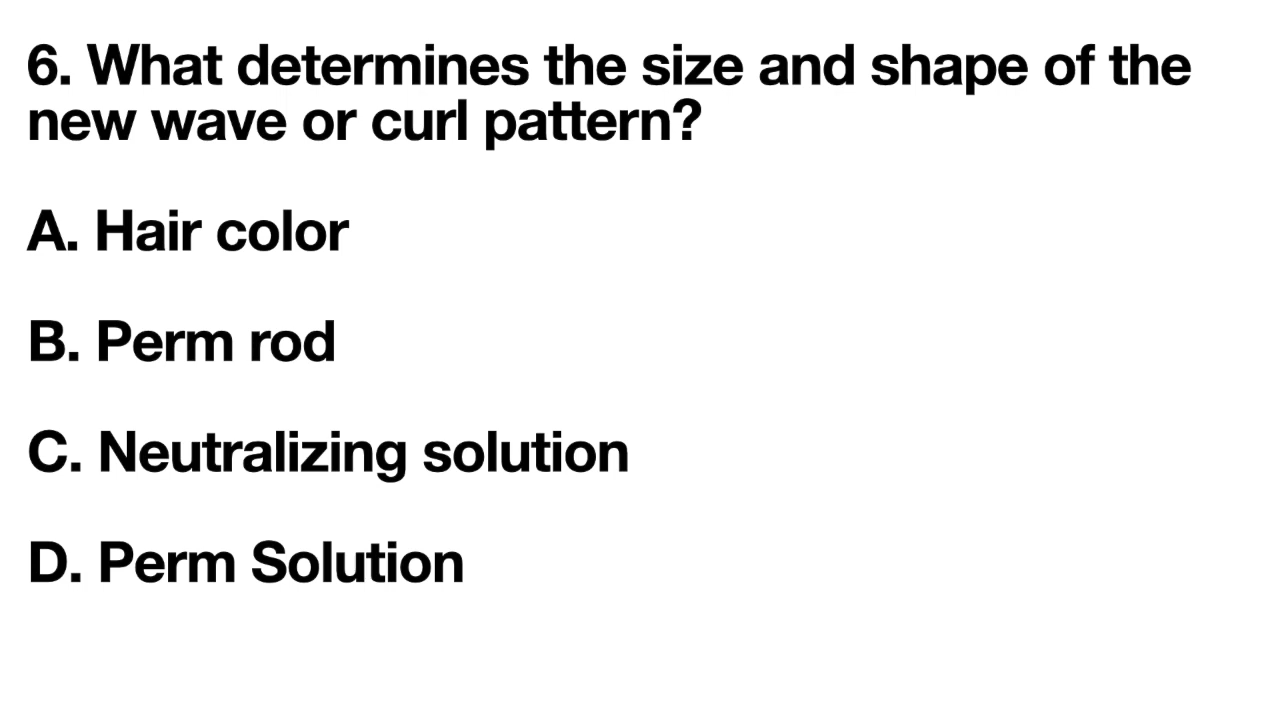 6. What determines the size and shape of the
new wave or curl pattern?
A. Hair color
B. Perm rod
C. Neutralizing solution
D. Perm Solution